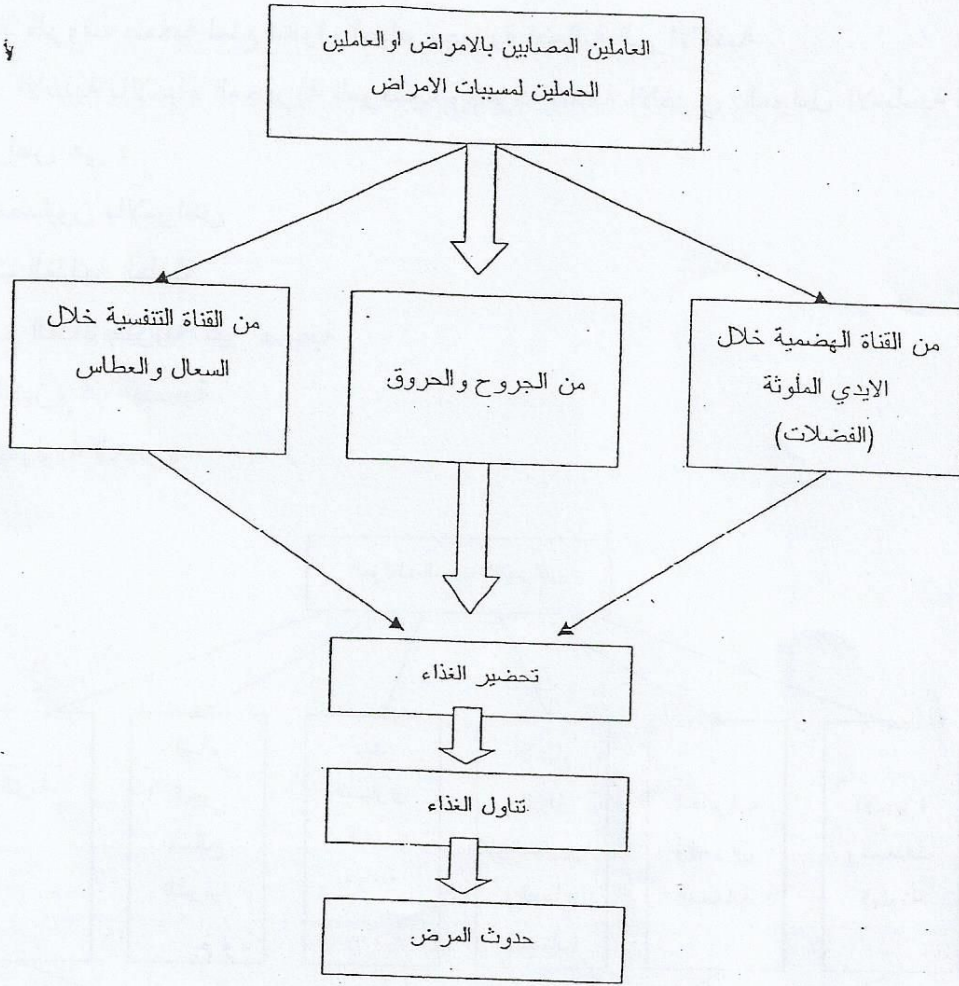 العاملين المصابين بالامراض او العاملين
الحاملين لمسببات الامراض
من القناة الهضمية خلال
الايدي الملوثة
(الفضلات)
من الجروح والحروق
من القناة التنفسية خلال
السعال والعطاس
تحضير الغذاء
تناول الغذاء
حدوث المرض